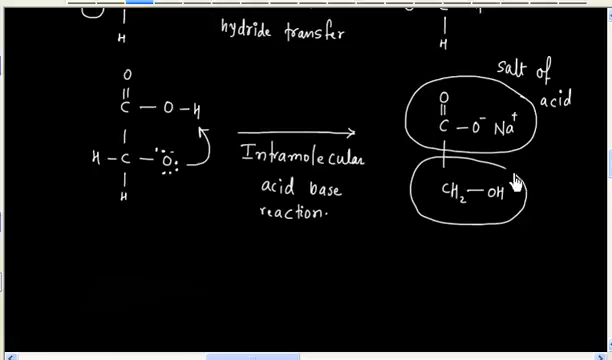 H
hydride transfer
H
salt of
acid
O
C — O — H
H — C — O⁻
H
Intramolecular
acid base
reaction.
O
C — O⁻ Na⁺
CH₂ — OH